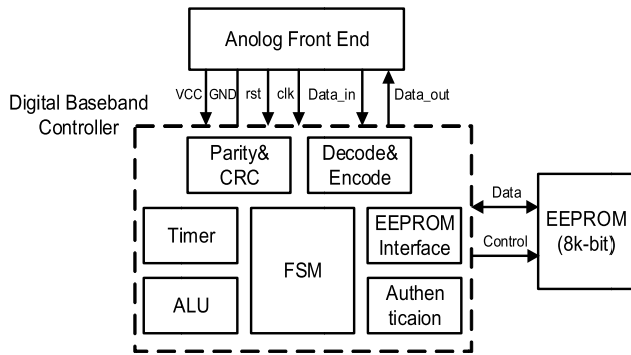 Anolog Front End
VCC GND rst clk Data_in Data_out
Digital Baseband
Controller
Parity&
CRC
Decode&
Encode
Timer
FSM
EEPROM
Interface
ALU
Authen
ticaion
Data
Control
EEPROM
(8k-bit)